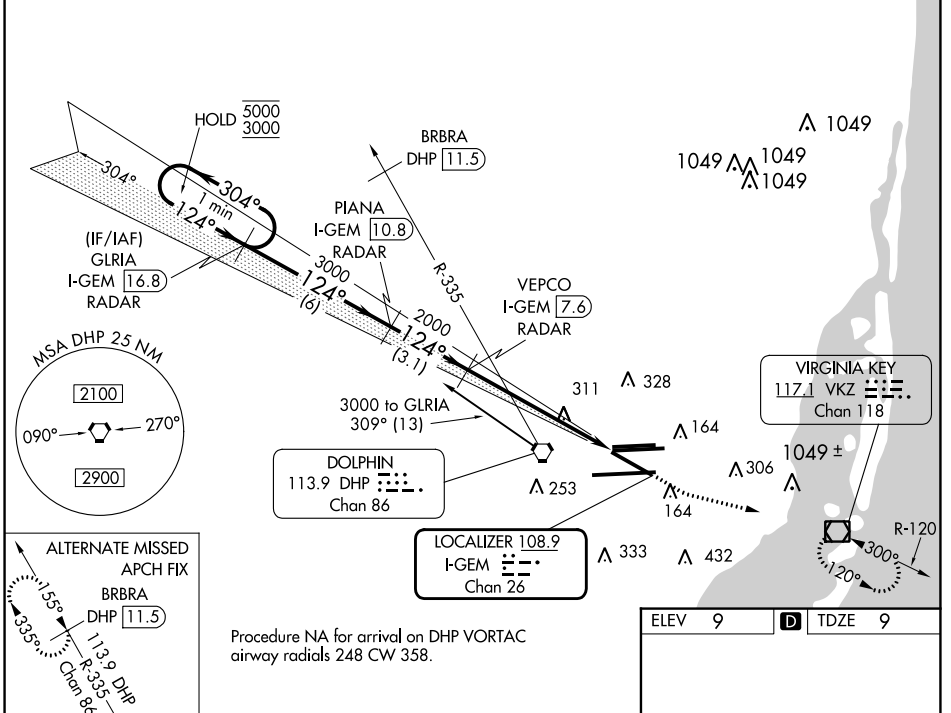 HOLD 5000
3000
BRBRA
DHP 11.5
1049
1049
1049
1049
304°
304°
124°
1 min
PIANA
I-GEM 10.8
RADAR
(IF/IAF)
GLRIA
I-GEM 16.8
RADAR
3000
124°
(6)
R-335
VEPCO
I-GEM 7.6
RADAR
2000
124°
(3.1)
MSA DHP 25 NM
2100
090°
270°
2900
3000 to GLRIA
309° (13)
311
328
164
VIRGINIA KEY
117.1 VKZ
Chan 118
1049 ±
306
DOLPHIN
113.9 DHP
Chan 86
253
164
LOCALIZER 108.9
I-GEM
Chan 26
333
432
R-120
300°
120°
ALTERNATE MISSED
APCH FIX
BRBRA
DHP 11.5
155°
335°
113.9 DHP
R-335
Chan 86
Procedure NA for arrival on DHP VORTAC
airway radials 248 CW 358.
ELEV 9 D TDZE 9